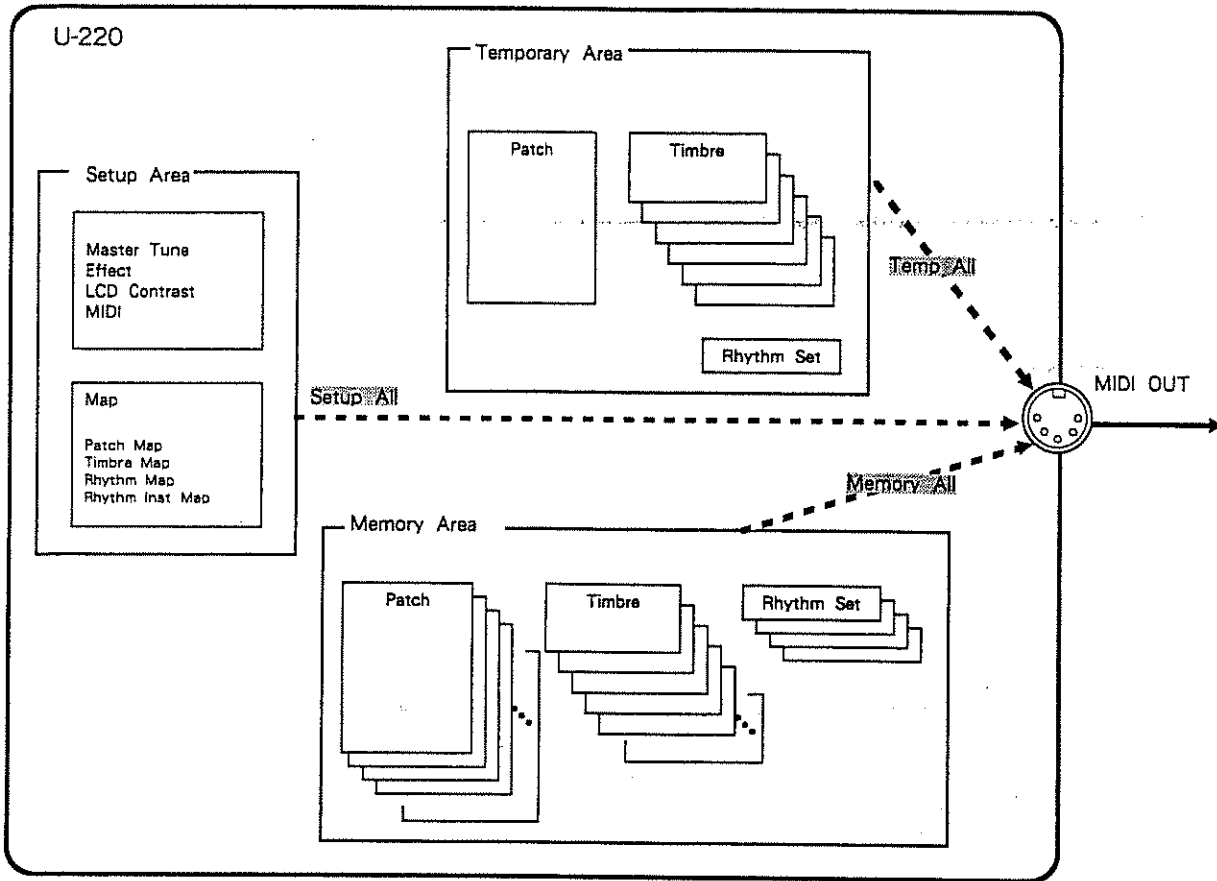 U-220
Temporary Area
Patch
Timbre
Rhythm Set
Setup Area
Master Tune
Effect
LCD Contrast
MIDI
Map
Patch Map
Timbre Map
Rhythm Map
Rhythm Inst Map
Temp All
Setup All
MIDI OUT
Memory All
Memory Area
Patch
Timbre
Rhythm Set